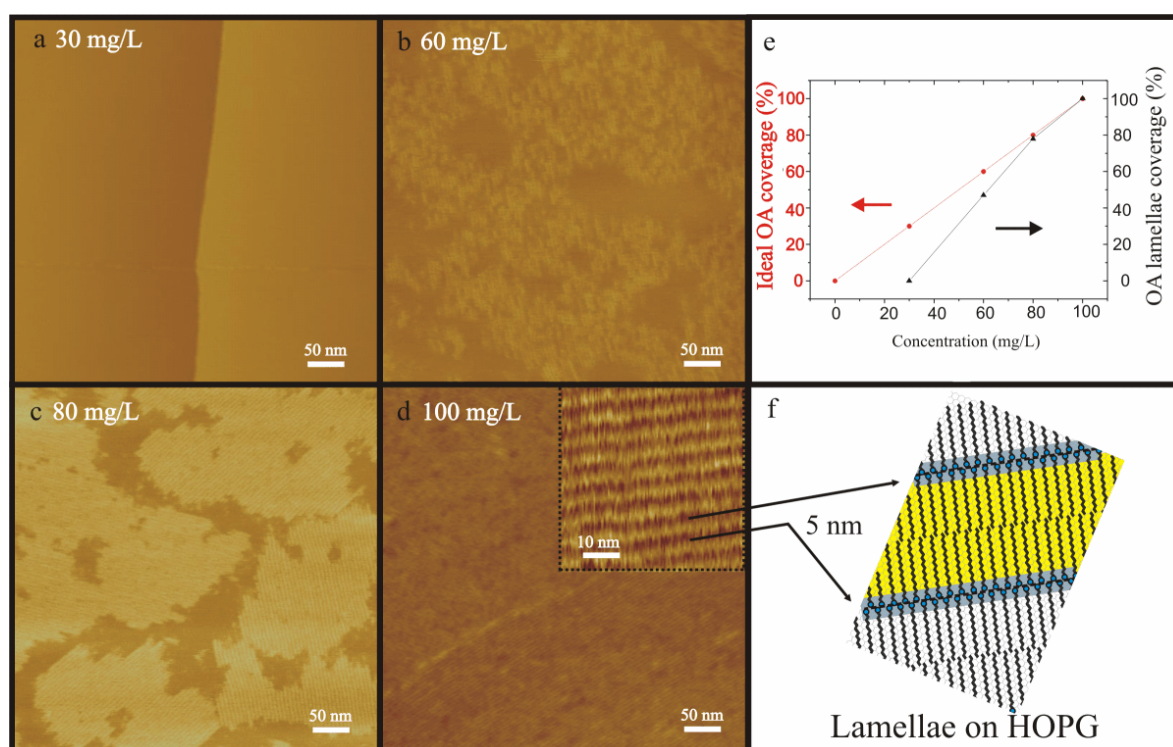 a 30 mg/L
50 nm
b 60 mg/L
50 nm
c 80 mg/L
50 nm
d 100 mg/L
10 nm
50 nm
e
Ideal OA coverage (%)
100
80
60
40
20
0
0 20 40 60 80 100
Concentration (mg/L)
100
80
60
40
20
0
OA lamellae coverage (%)
f
5 nm
Lamellae on HOPG